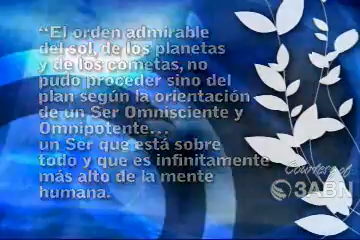 “El orden admirable
del sol, de los planetas
y de los cometas, no
pudo proceder sino del
plan según la orientación
de un Ser Omnisciente y
Omnipotente...
un Ser que está sobre
todo y que es infinitamente
más alto de la mente
humana.
Courtesy of
3ABN